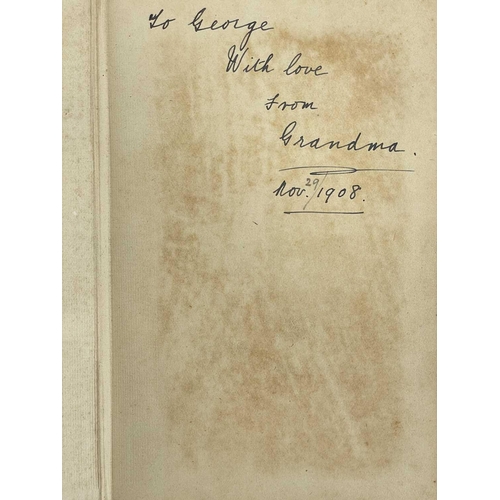 To George
With love
From
Grandma.
Nov. 29/1908.